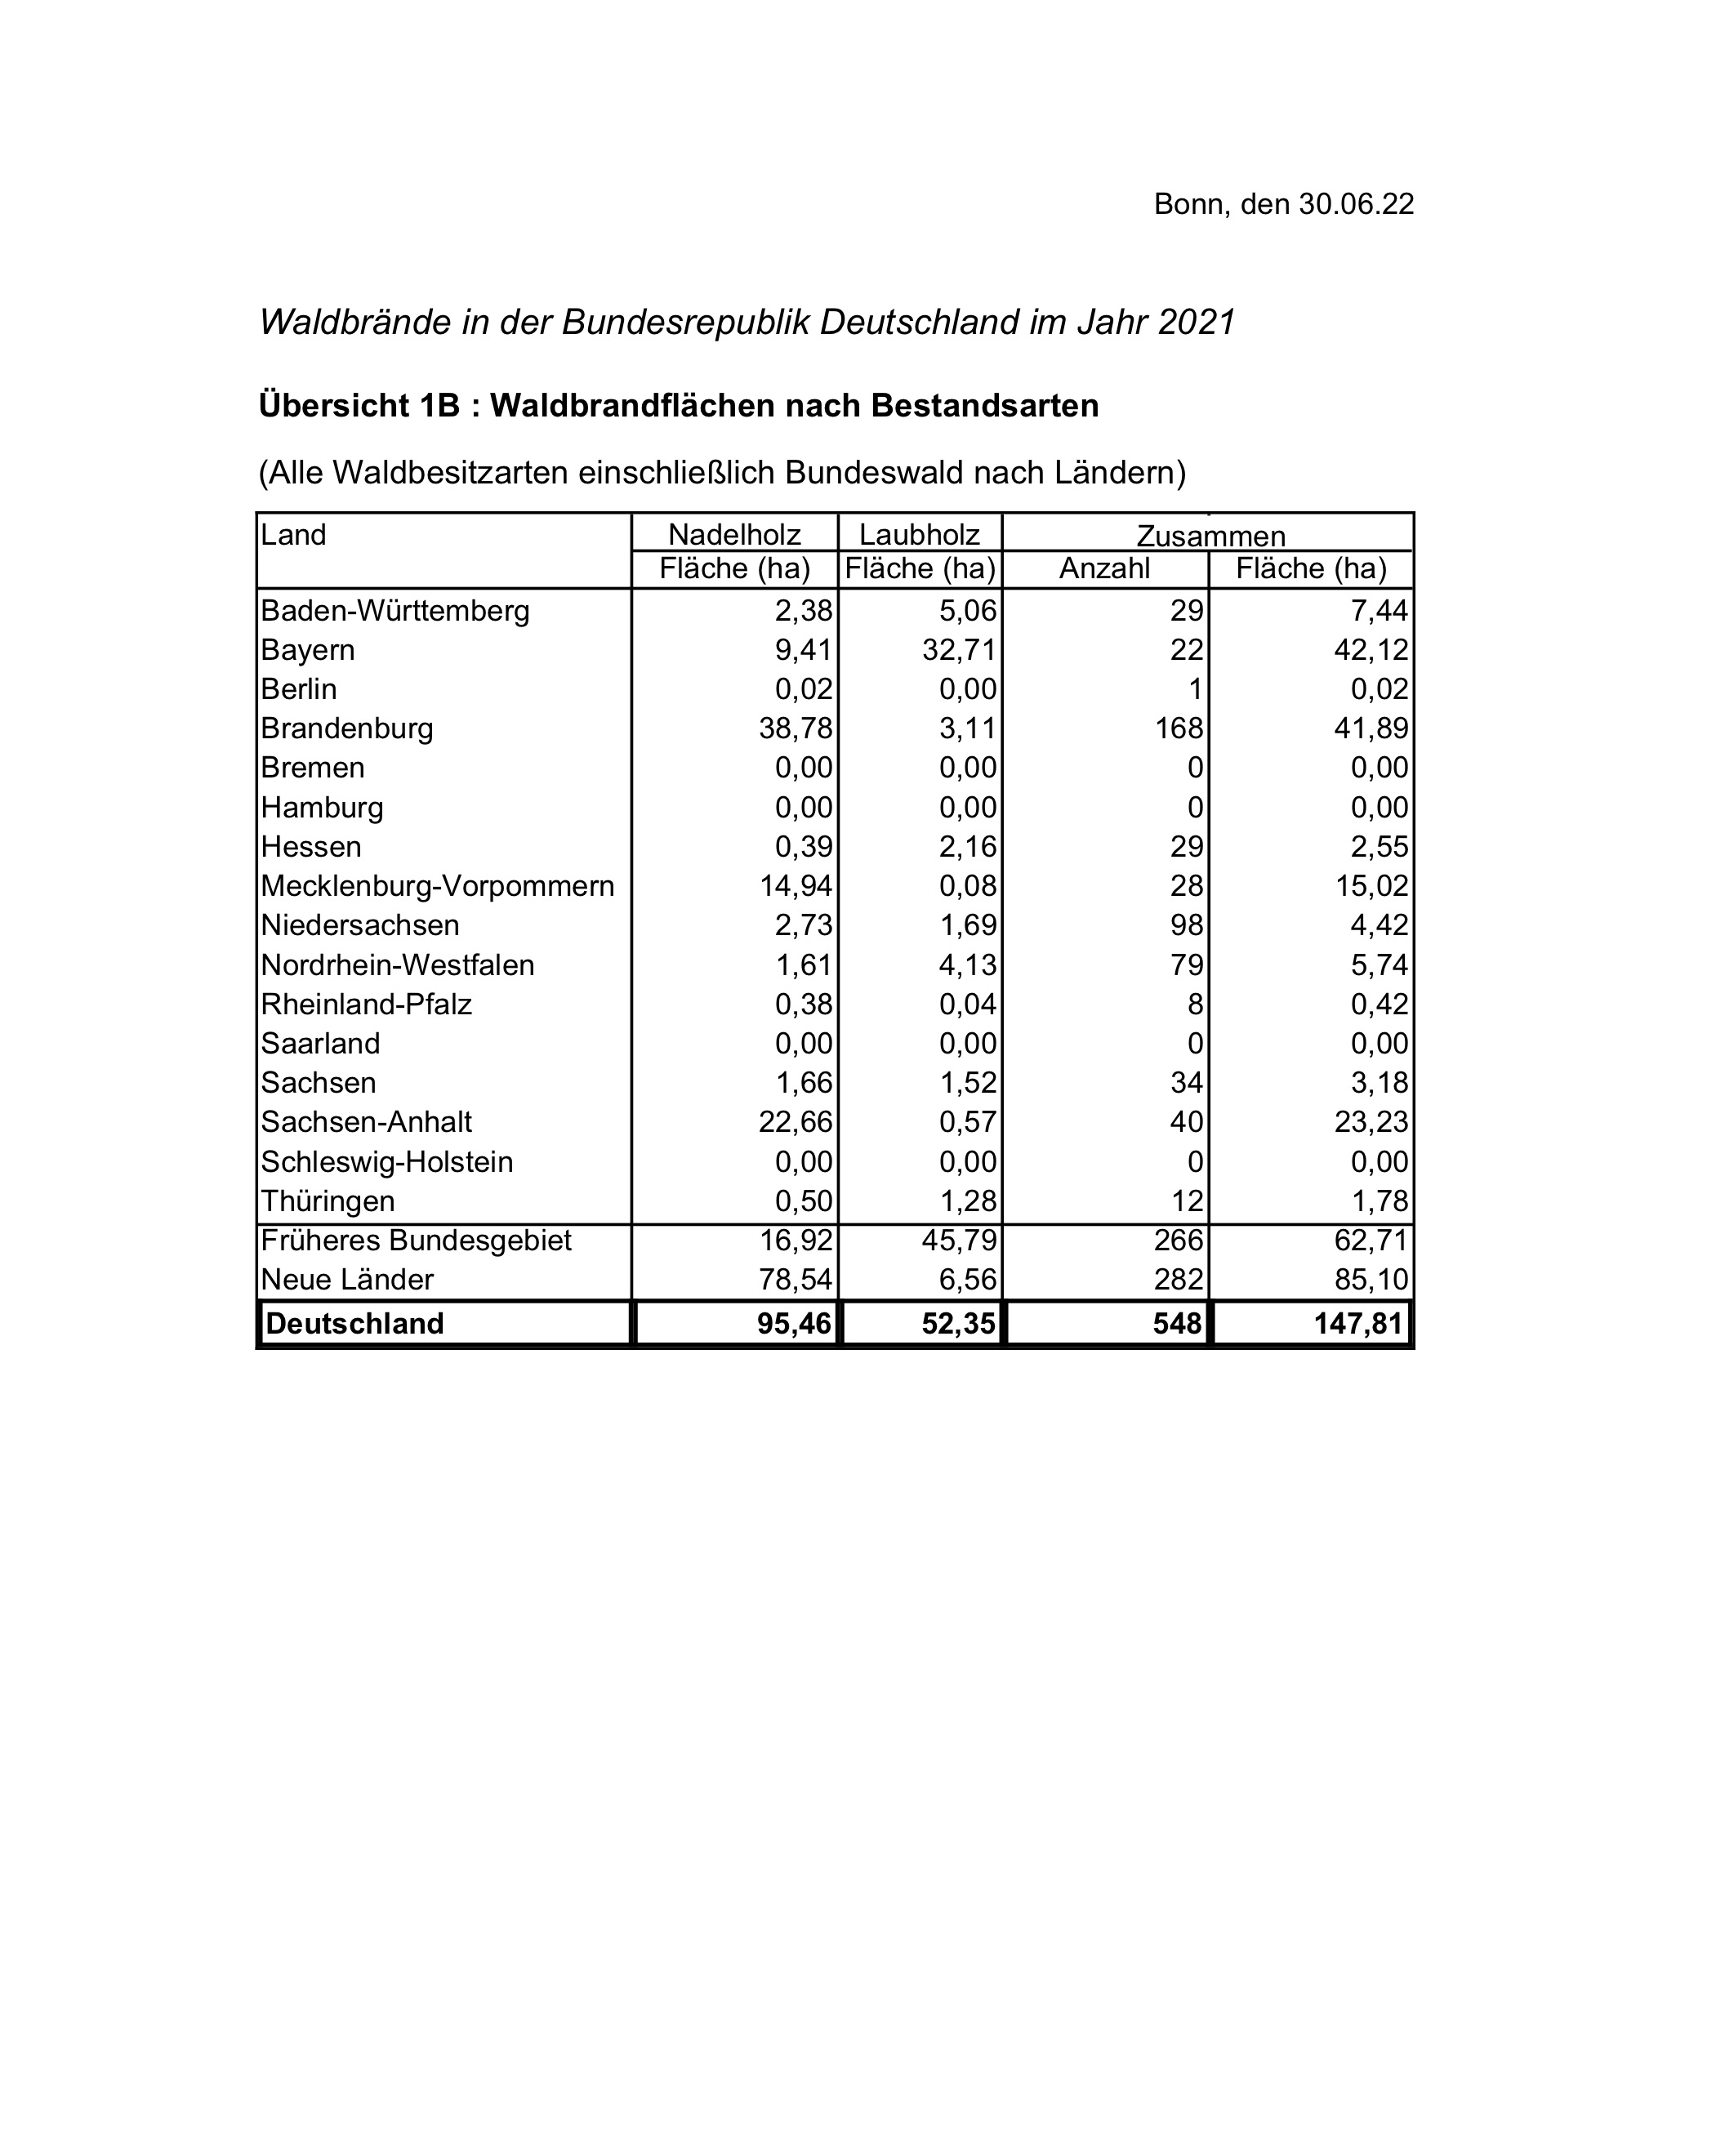 Bonn, den 30.06.22
Waldbrände in der Bundesrepublik Deutschland im Jahr 2021
Übersicht 1B : Waldbrandflächen nach Bestandsarten
(Alle Waldbesitzarten einschließlich Bundeswald nach Ländern)
Land Nadelholz Laubholz Zusammen
Fläche (ha) Fläche (ha) Anzahl Fläche (ha)
Baden-Württemberg 2,38 5,06 29 7,44
Bayern 9,41 32,71 22 42,12
Berlin 0,02 0,00 1 0,02
Brandenburg 38,78 3,11 168 41,89
Bremen 0,00 0,00 0 0,00
Hamburg 0,00 0,00 0 0,00
Hessen 0,39 2,16 29 2,55
Mecklenburg-Vorpommern 14,94 0,08 28 15,02
Niedersachsen 2,73 1,69 98 4,42
Nordrhein-Westfalen 1,61 4,13 79 5,74
Rheinland-Pfalz 0,38 0,04 8 0,42
Saarland 0,00 0,00 0 0,00
Sachsen 1,66 1,52 34 3,18
Sachsen-Anhalt 22,66 0,57 40 23,23
Schleswig-Holstein 0,00 0,00 0 0,00
Thüringen 0,50 1,28 12 1,78
Früheres Bundesgebiet 16,92 45,79 266 62,71
Neue Länder 78,54 6,56 282 85,10
Deutschland 95,46 52,35 548 147,81